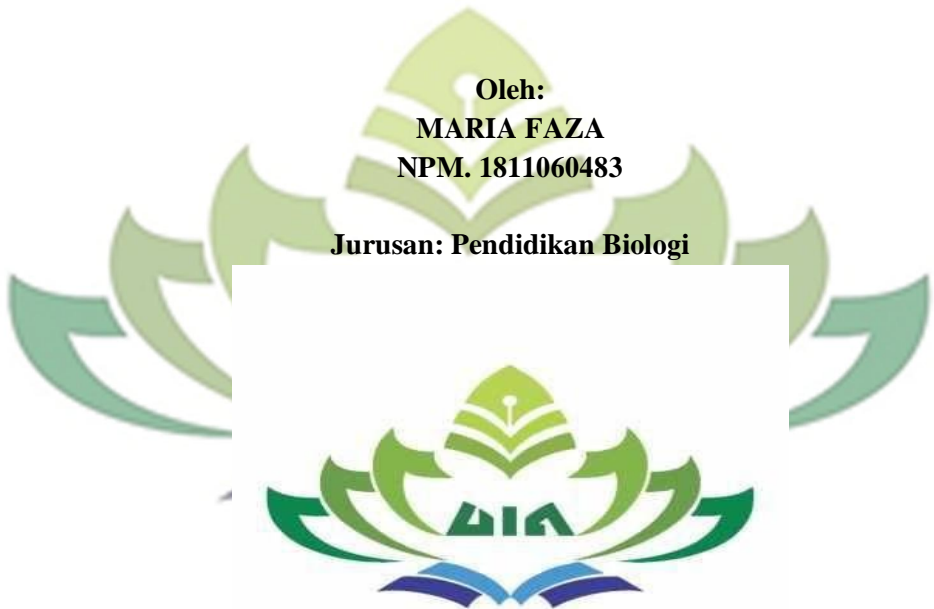 Oleh:
MARIA FAZA
NPM. 1811060483
Jurusan: Pendidikan Biologi
UIN